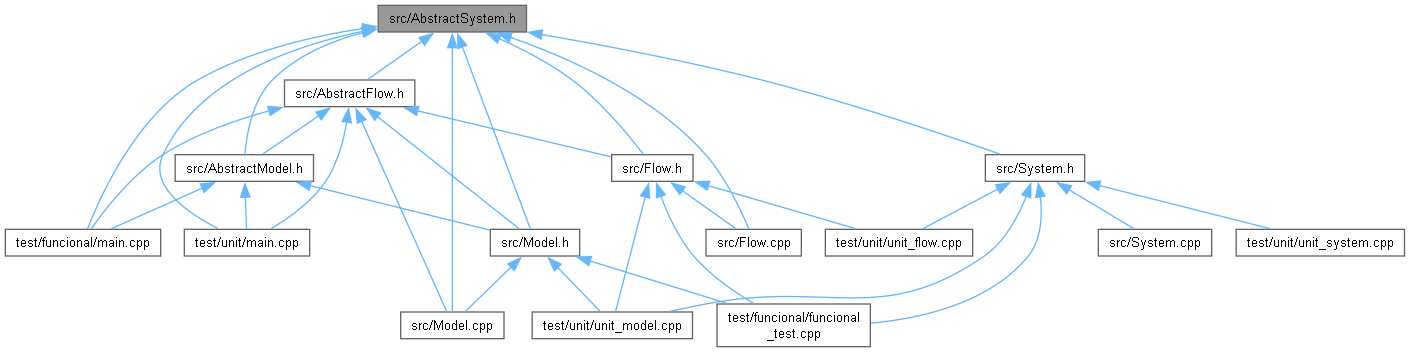 src/AbstractSystem.h
src/AbstractFlow.h
src/AbstractModel.h
src/Flow.h
src/System.h
test/funcional/main.cpp
test/unit/main.cpp
src/Model.h
src/Flow.cpp
test/unit/unit_flow.cpp
src/System.cpp
test/unit/unit_system.cpp
src/Model.cpp
test/unit/unit_model.cpp
test/funcional/funcional
_test.cpp